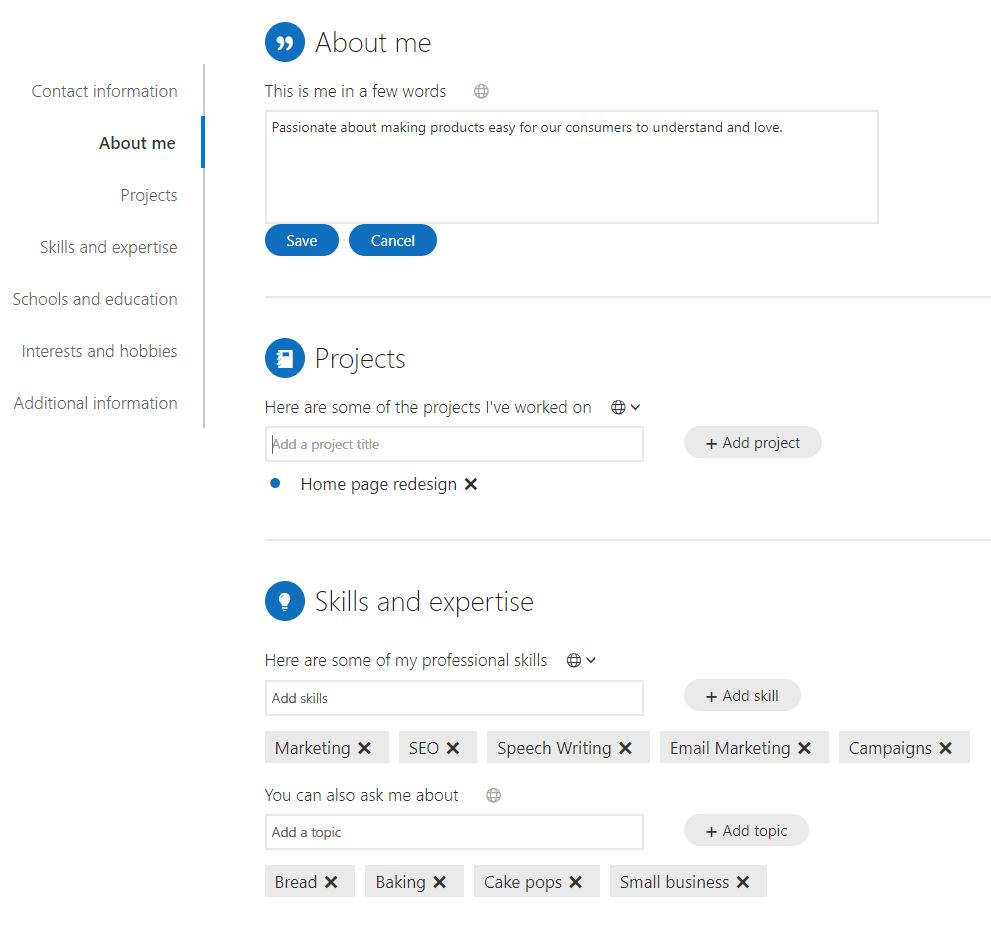 About me
This is me in a few words
Contact information
Passionate about making products easy for our consumers to understand and love.
About me
Projects
Skills and expertise
Save Cancel
Schools and education
Interests and hobbies
Projects
Additional information
Here are some of the projects I've worked on
Add a project title + Add project
Home page redesign
Skills and expertise
Here are some of my professional skills
Add skills + Add skill
Marketing SEO Speech Writing Email Marketing Campaigns
You can also ask me about
Add a topic + Add topic
Bread Baking Cake pops Small business